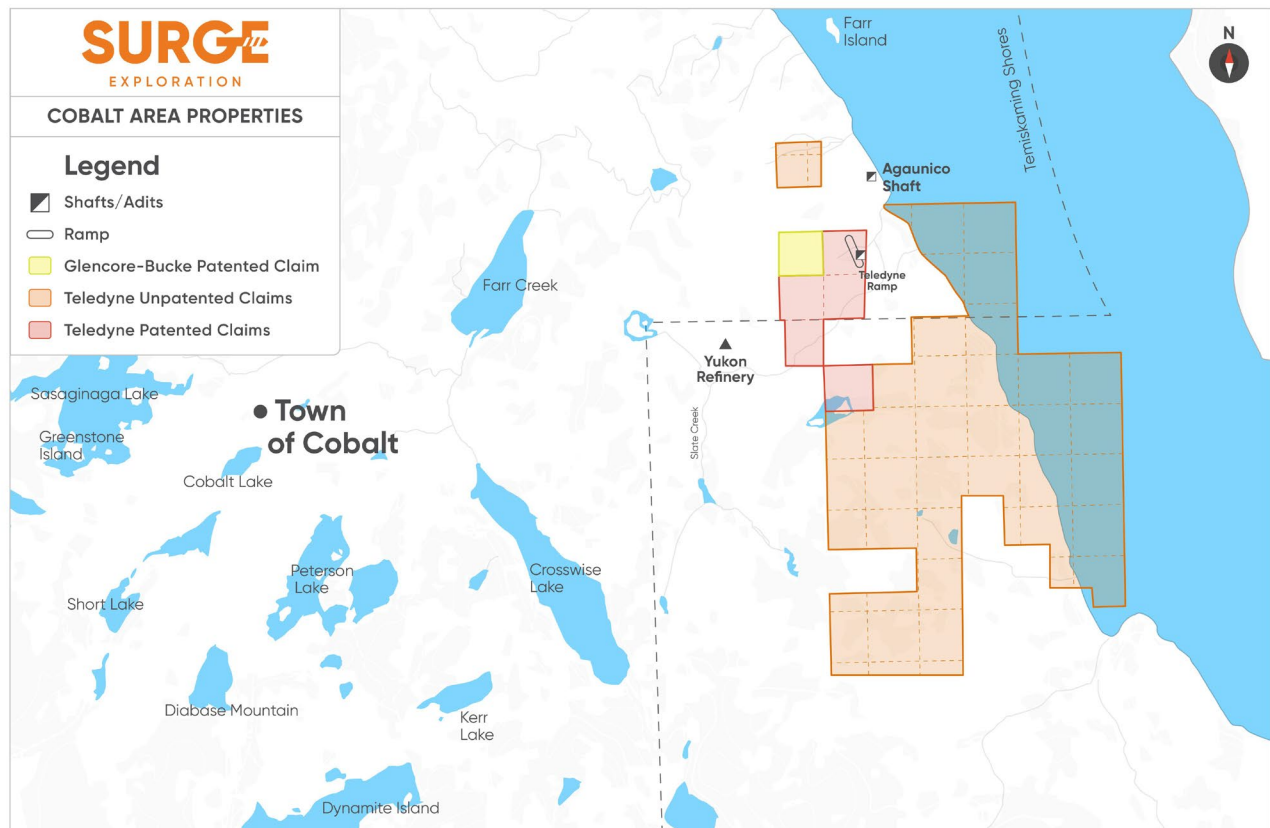 SURGE
EXPLORATION
COBALT AREA PROPERTIES
Legend
Shafts/Adits
Ramp
Glencore-Bucke Patented Claim
Teledyne Unpatented Claims
Teledyne Patented Claims
Farr
Island
Temiskaming Shores
N
Agaunico
Shaft
Teledyne
Ramp
Farr Creek
Yukon
Refinery
Sasaginaga Lake
Greenstone
Island
Town
of Cobalt
Slate Creek
Cobalt Lake
Peterson
Lake
Crosswise
Lake
Short Lake
Diabase Mountain
Kerr
Lake
Dynamite Island